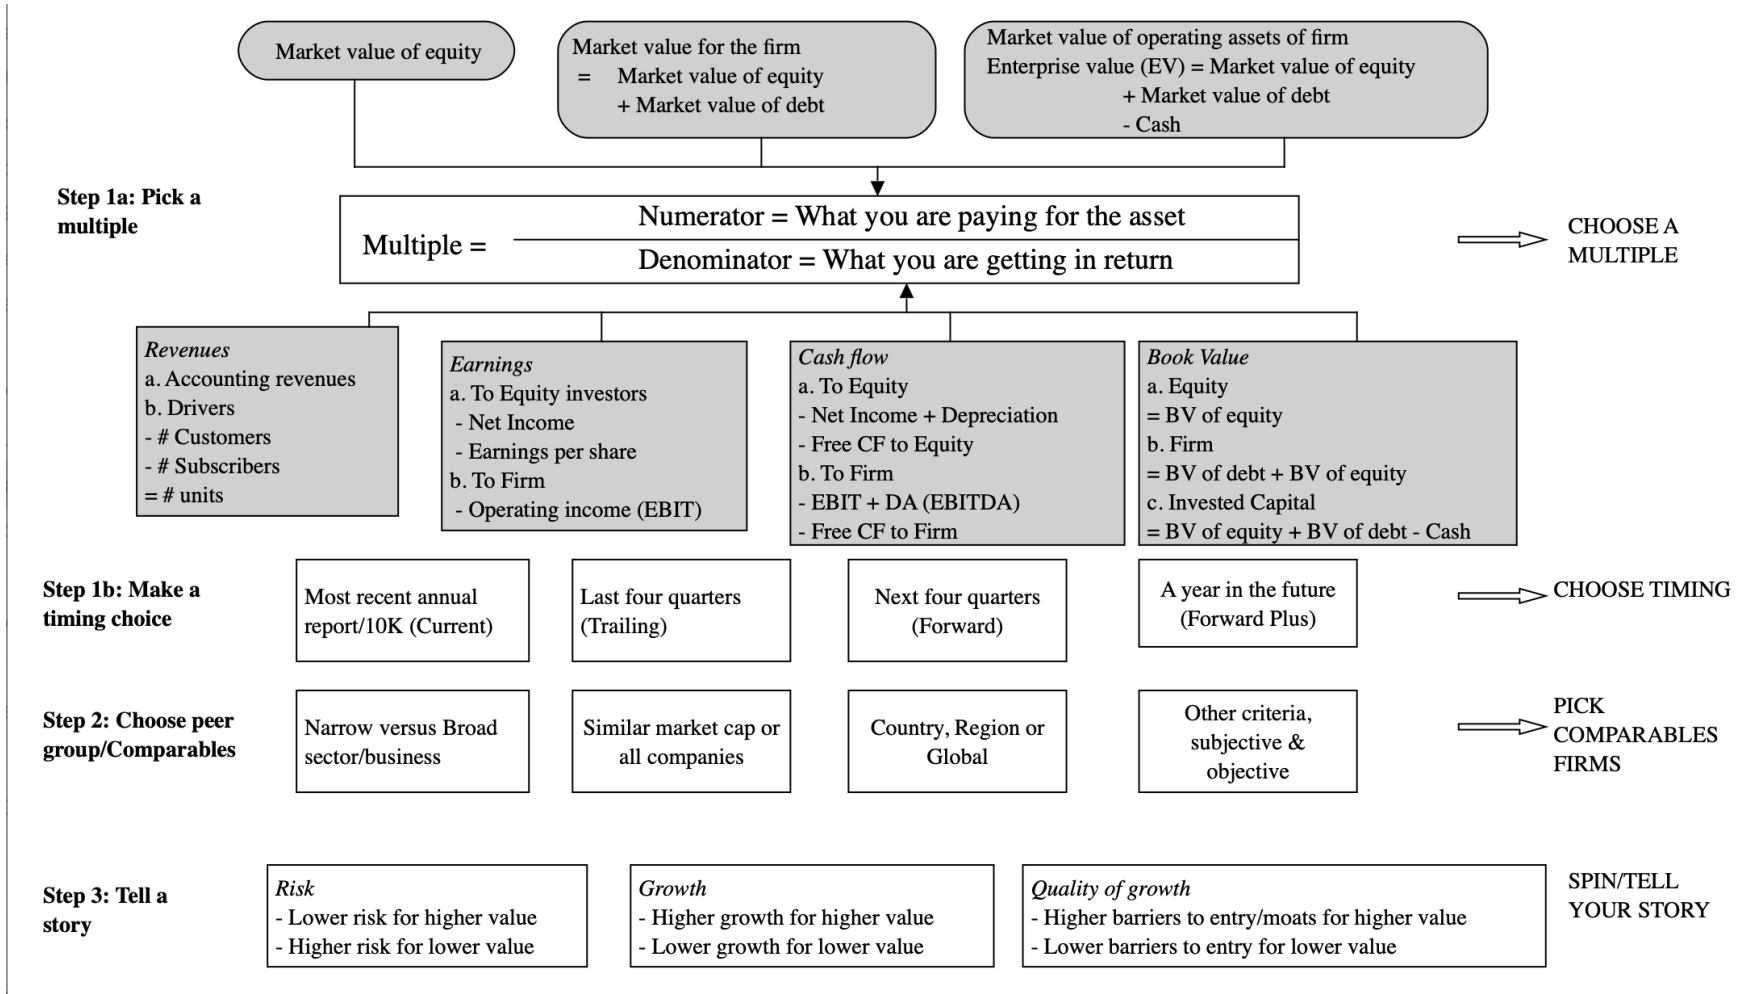 Market value of equity
Market value for the firm
= Market value of equity
+ Market value of debt
Market value of operating assets of firm
Enterprise value (EV) = Market value of equity
+ Market value of debt
- Cash
Step 1a: Pick a
multiple
Multiple =
Numerator = What you are paying for the asset
Denominator = What you are getting in return
CHOOSE A
MULTIPLE
Revenues
a. Accounting revenues
b. Drivers
- # Customers
- # Subscribers
= # units
Earnings
a. To Equity investors
- Net Income
- Earnings per share
b. To Firm
- Operating income (EBIT)
Cash flow
a. To Equity
- Net Income + Depreciation
- Free CF to Equity
b. To Firm
- EBIT + DA (EBITDA)
- Free CF to Firm
Book Value
a. Equity
= BV of equity
b. Firm
= BV of debt + BV of equity
c. Invested Capital
= BV of equity + BV of debt - Cash
Step 1b: Make a
timing choice
Most recent annual
report/10K (Current)
Last four quarters
(Trailing)
Next four quarters
(Forward)
A year in the future
(Forward Plus)
CHOOSE TIMING
Step 2: Choose peer
group/Comparables
Narrow versus Broad
sector/business
Similar market cap or
all companies
Country, Region or
Global
Other criteria,
subjective &
objective
PICK
COMPARABLES
FIRMS
Step 3: Tell a
story
Risk
- Lower risk for higher value
- Higher risk for lower value
Growth
- Higher growth for higher value
- Lower growth for lower value
Quality of growth
- Higher barriers to entry/moats for higher value
- Lower barriers to entry for lower value
SPIN/TELL
YOUR STORY